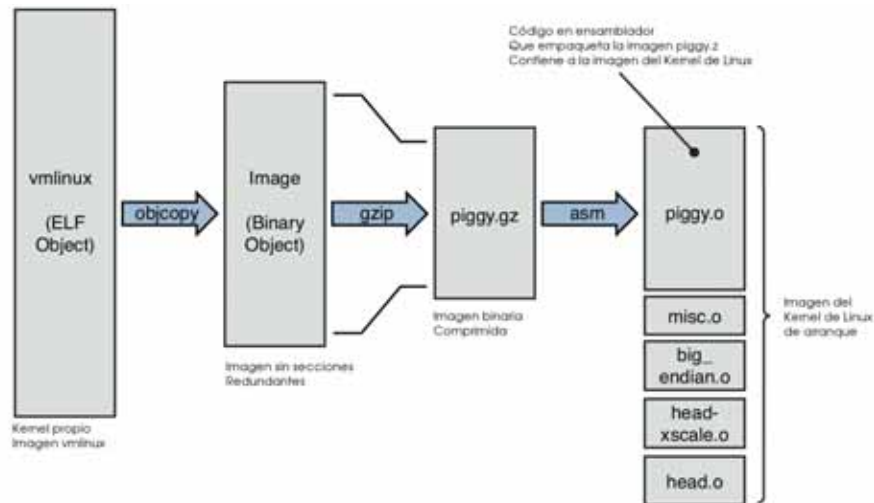 Código en ensamblador
Que empaqueta la imagen piggy.z
Contiene a la imagen del Kernel de Linux
vmlinux
(ELF
Object)
objcopy
Image
(Binary
Object)
gzip
piggy.gz
asm
piggy.o
misc.o
big_
endian.o
head-
xscale.o
head.o
Imagen del
Kernel de Linux
de arranque
Imagen binaria
Comprimida
Imagen sin secciones
Redundantes
Kernel propio
Imagen vmlinux